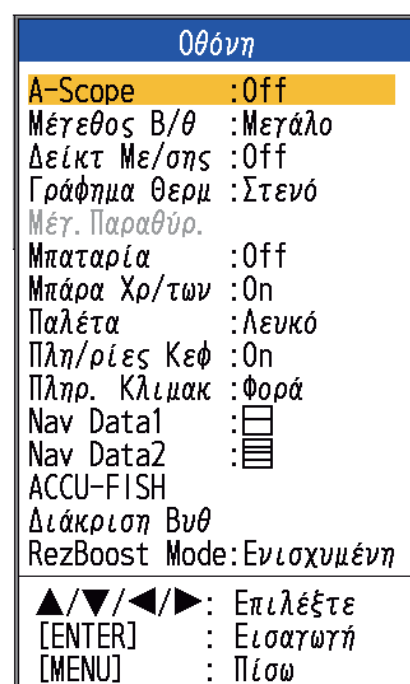 Οθόνη
A-Scope :Off
Μέγεθος Β/θ :Μεγάλο
Δείκτ Με/σης :Off
Γράφημα Θερμ :Στενό
Μέγ. Παραθύρ.
Μπαταρία :Off
Μπάρα Χρ/των :On
Παλέτα :Λευκό
Πλη/ρίες Κεφ :On
Πληρ. Κλιμακ :Φορά
Nav Data1 :
Nav Data2 :
ACCU-FISH
Διάκριση Βυθ
RezBoost Mode:Ενισχυμένη
▲/▼/◀/▶: Επιλέξτε
[ENTER] : Εισαγωγή
[MENU] : Πίσω